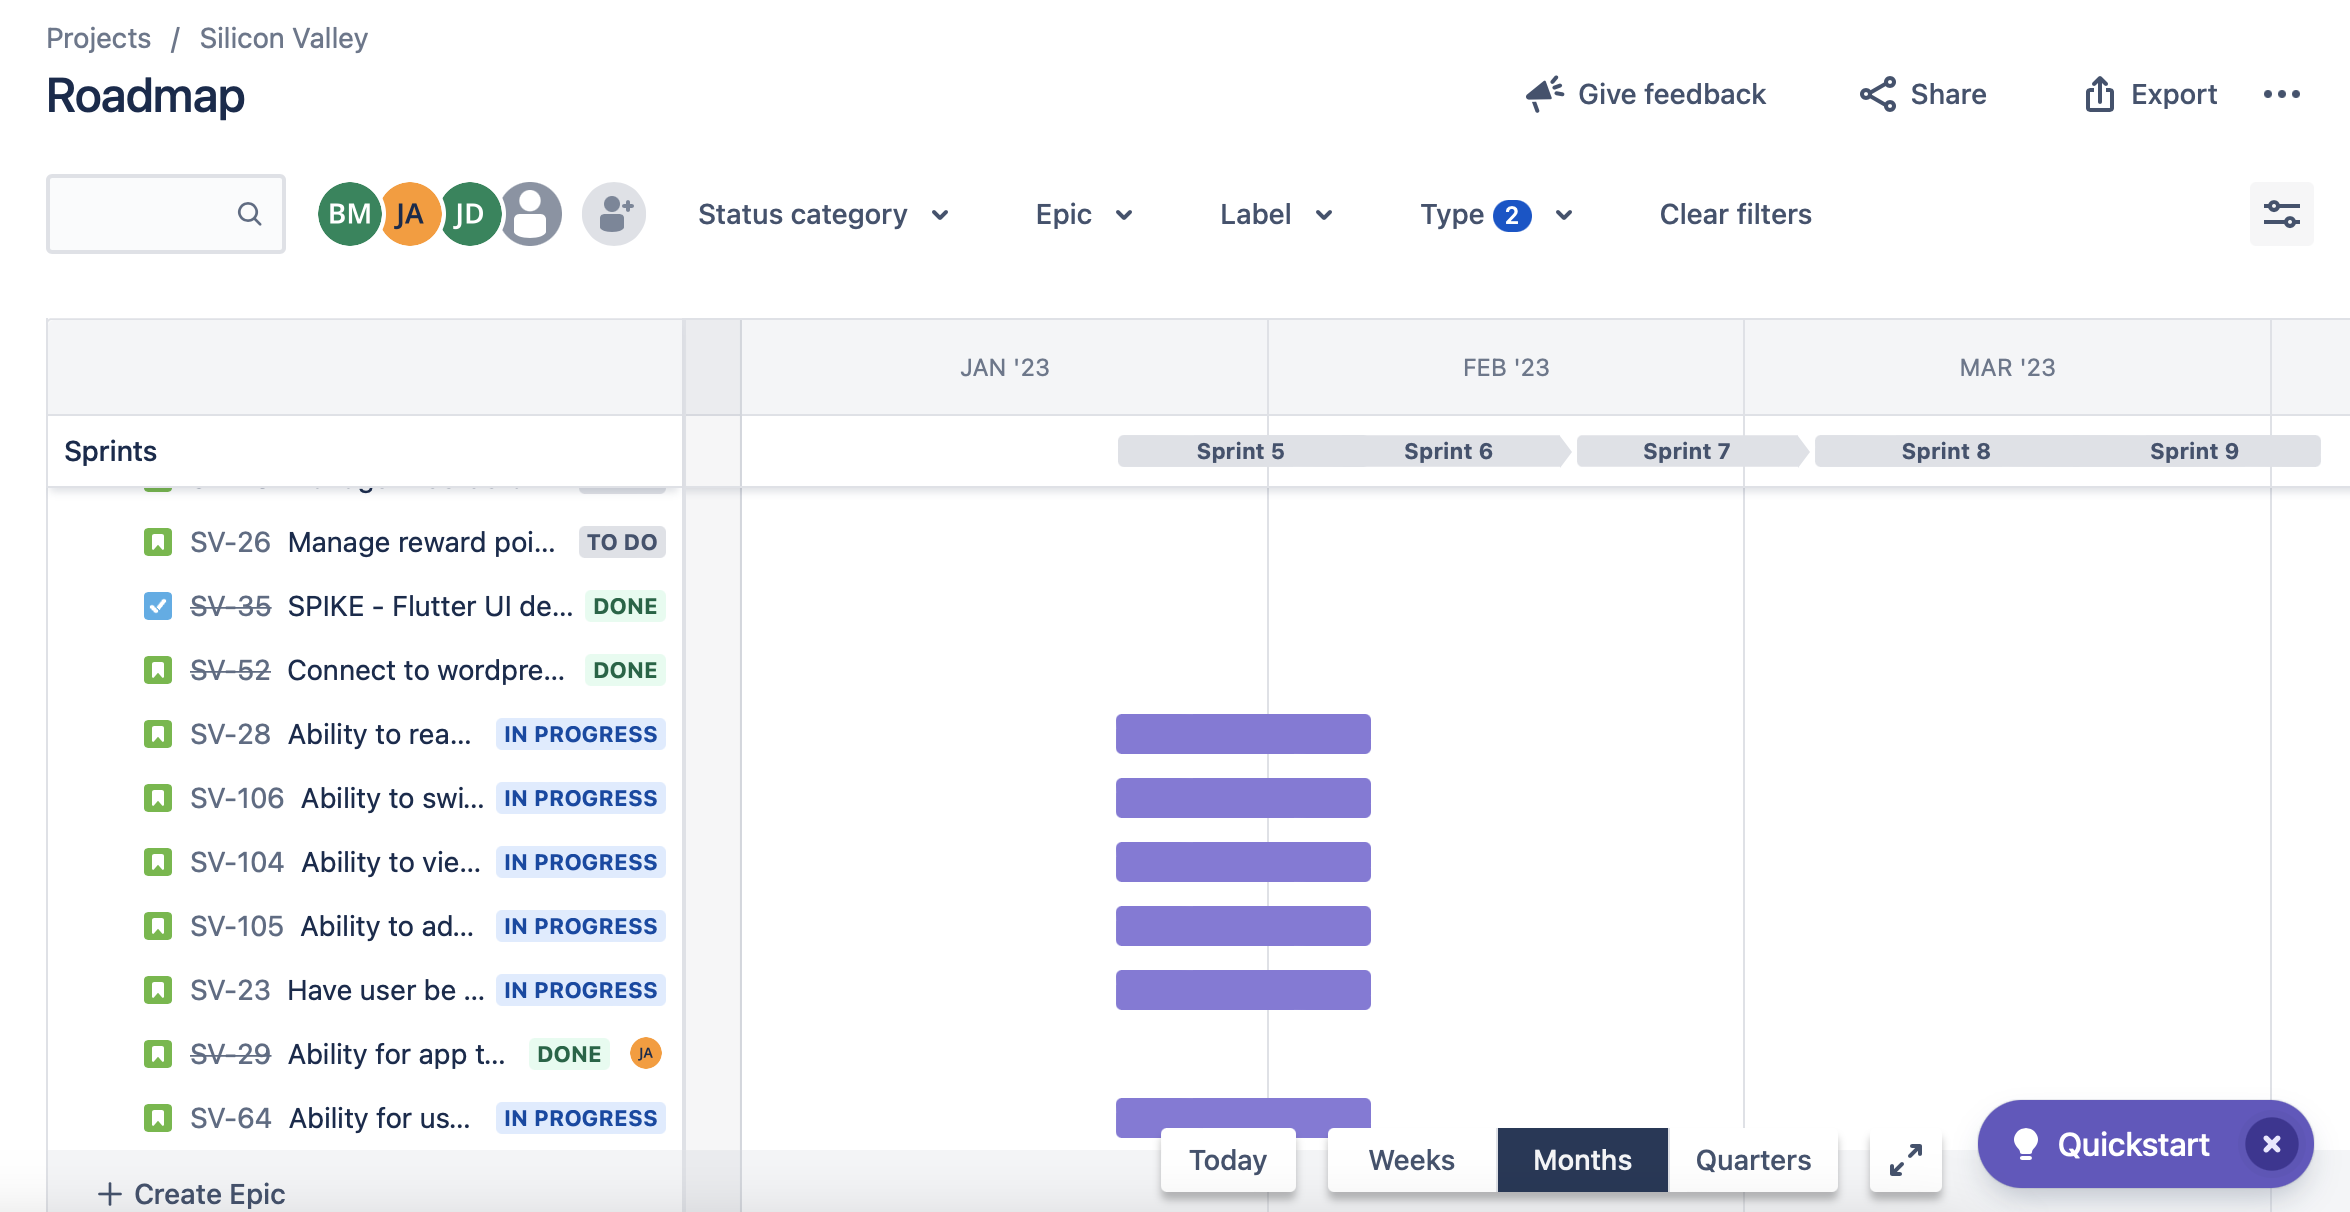 Projects / Silicon Valley
Roadmap
Give feedback
Share
Export
BM JA JD
Status category
Epic
Label
Type 2
Clear filters
JAN '23
FEB '23
MAR '23
Sprints
Sprint 5
Sprint 6
Sprint 7
Sprint 8
Sprint 9
SV-26 Manage reward poi... TO DO
SV-35 SPIKE - Flutter UI de... DONE
SV-52 Connect to wordpre... DONE
SV-28 Ability to rea... IN PROGRESS
SV-106 Ability to swi... IN PROGRESS
SV-104 Ability to vie... IN PROGRESS
SV-105 Ability to ad... IN PROGRESS
SV-23 Have user be ... IN PROGRESS
SV-29 Ability for app t... DONE JA
SV-64 Ability for us... IN PROGRESS
Today
Weeks
Months
Quarters
Quickstart
+ Create Epic